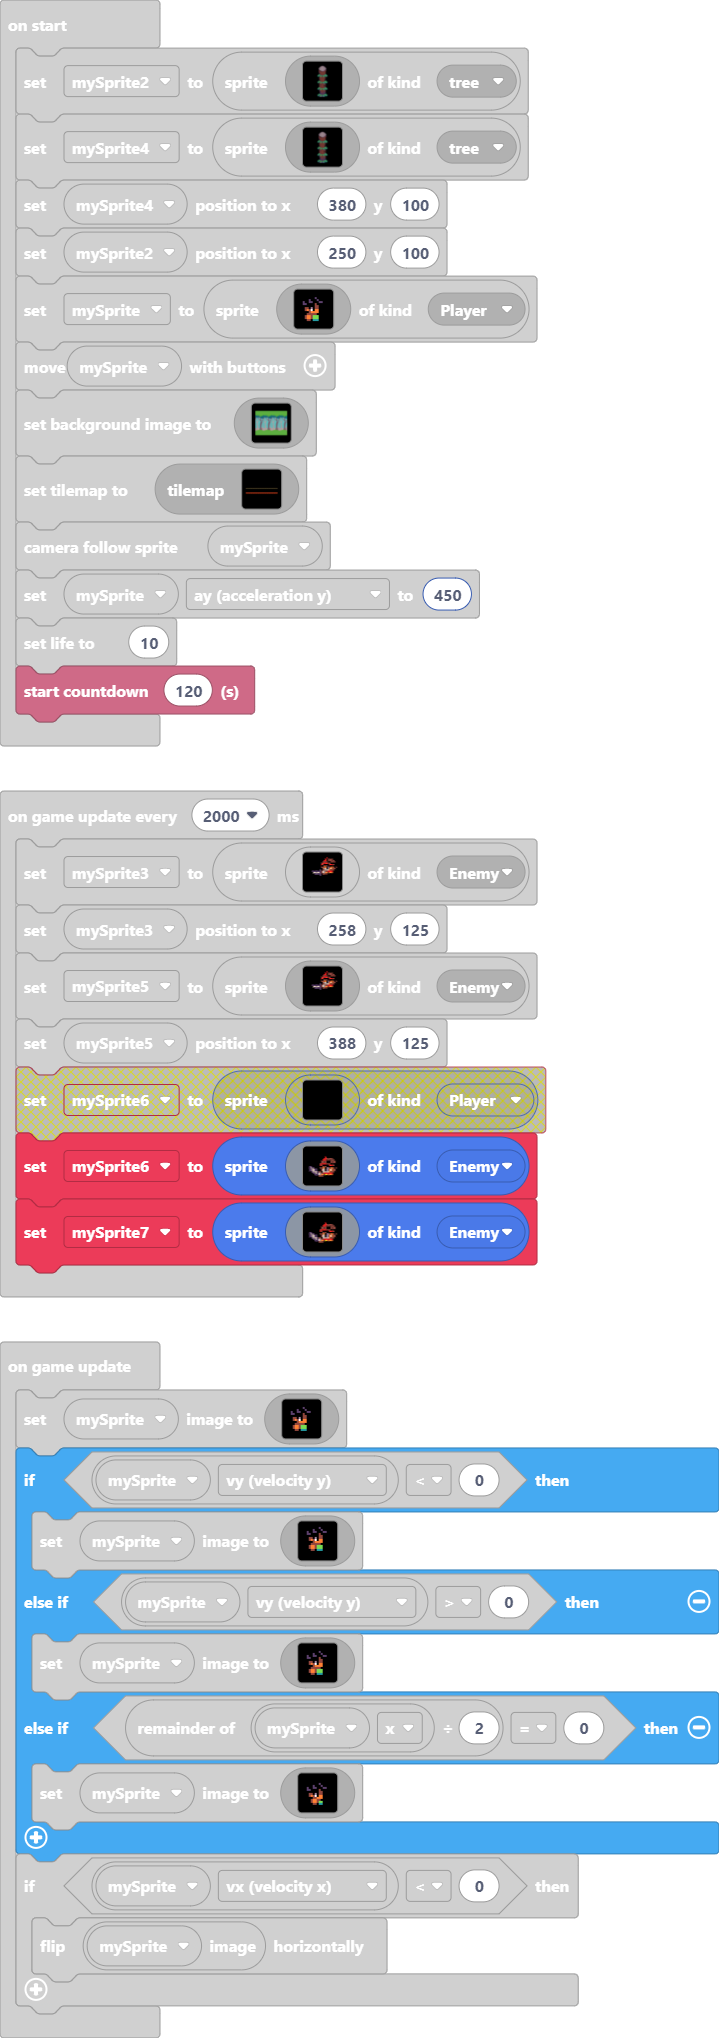 on start
set mySprite2 to sprite of kind tree
set mySprite4 to sprite of kind tree
set mySprite4 position to x 380 y 100
set mySprite2 position to x 250 y 100
set mySprite to sprite of kind Player
move mySprite with buttons
set background image to
set tilemap to tilemap
camera follow sprite mySprite
set mySprite ay (acceleration y) to 450
set life to 10
start countdown 120 (s)
on game update every 2000 ms
set mySprite3 to sprite of kind Enemy
set mySprite3 position to x 258 y 125
set mySprite5 to sprite of kind Enemy
set mySprite5 position to x 388 y 125
set mySprite6 to sprite of kind Player
set mySprite6 to sprite of kind Enemy
set mySprite7 to sprite of kind Enemy
on game update
set mySprite image to
if mySprite vy (velocity y) < 0 then
set mySprite image to
else if mySprite vy (velocity y) > 0 then
set mySprite image to
else if remainder of mySprite x ÷ 2 = 0 then
set mySprite image to
if mySprite vx (velocity x) < 0 then
flip mySprite image horizontally